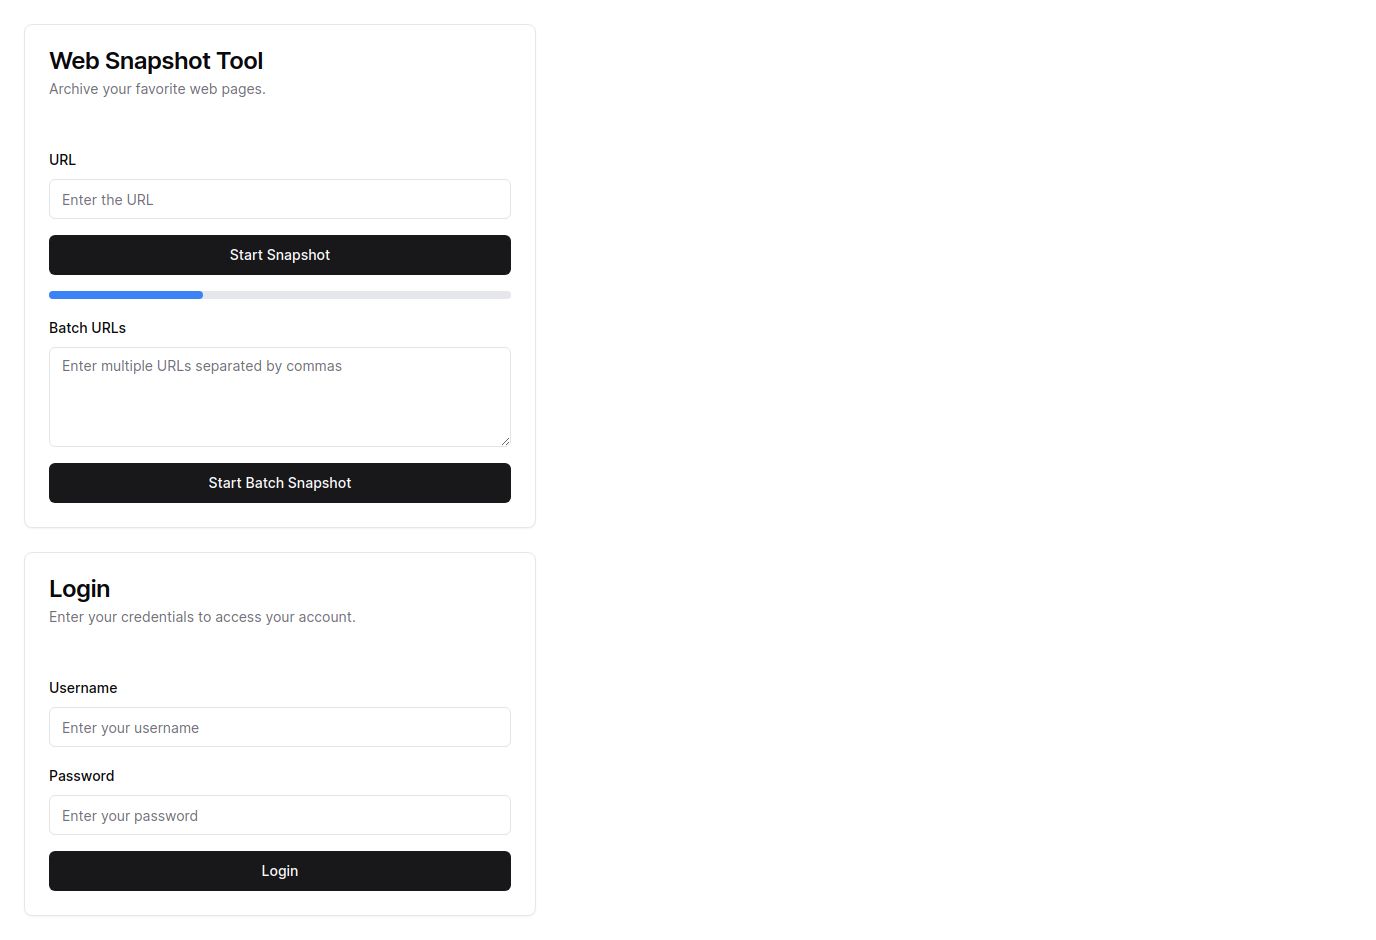 Web Snapshot Tool
Archive your favorite web pages.
URL
Enter the URL
Start Snapshot
Batch URLs
Enter multiple URLs separated by commas
Start Batch Snapshot
Login
Enter your credentials to access your account.
Username
Enter your username
Password
Enter your password
Login